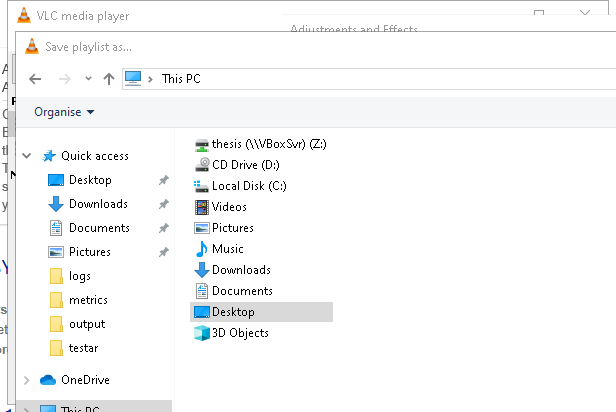 VLC media player
Adjustments and Effects
Save playlist as...
This PC
Organise
Quick access
Desktop
Downloads
Documents
Pictures
logs
metrics
output
testar
OneDrive
This PC
thesis (\\VBoxSvr) (Z:)
CD Drive (D:)
Local Disk (C:)
Videos
Pictures
Music
Downloads
Documents
Desktop
3D Objects